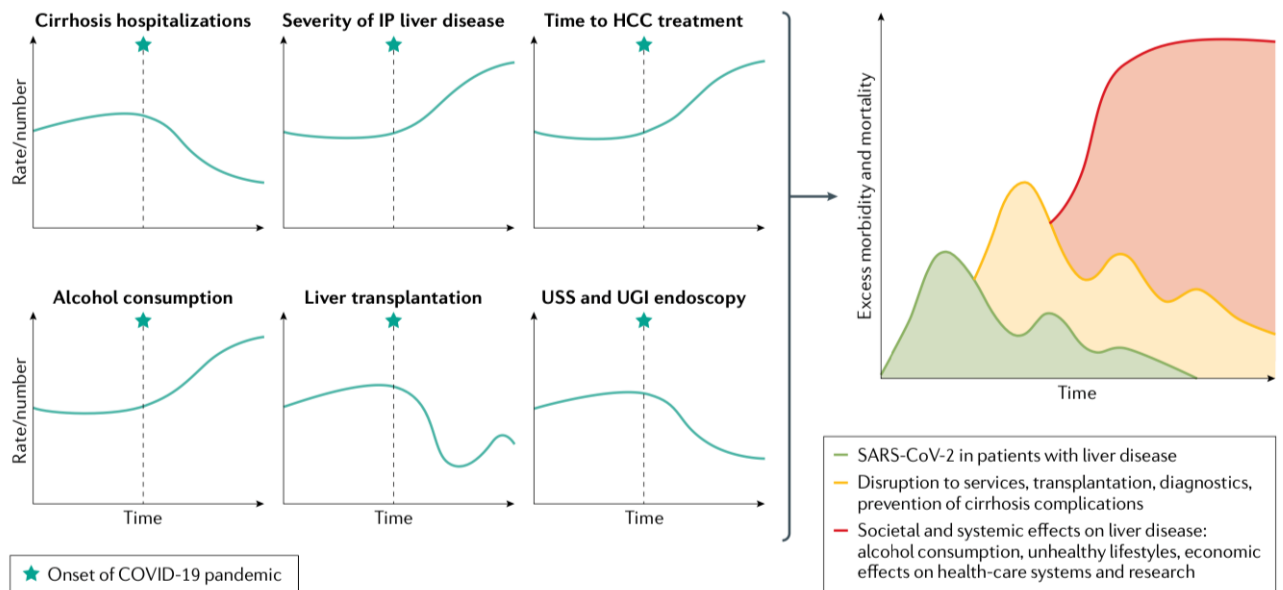 Cirrhosis hospitalizations
Severity of IP liver disease
Time to HCC treatment
Rate/number
Alcohol consumption
Liver transplantation
USS and UGI endoscopy
Rate/number
Time
Time
Time
Onset of COVID-19 pandemic
Excess morbidity and mortality
Time
SARS-CoV-2 in patients with liver disease
Disruption to services, transplantation, diagnostics,
prevention of cirrhosis complications
Societal and systemic effects on liver disease:
alcohol consumption, unhealthy lifestyles, economic
effects on health-care systems and research